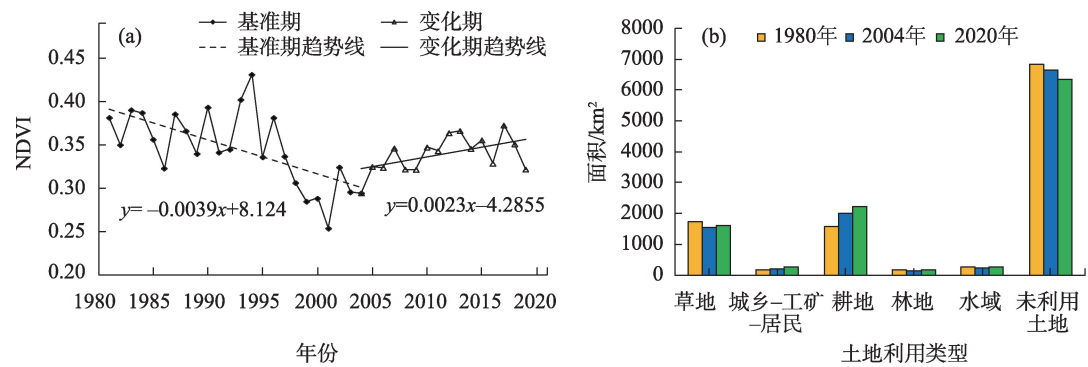 (a)
基准期
变化期
基准期趋势线
变化期趋势线
NDVI
0.45
0.40
0.35
0.30
0.25
0.20
y= −0.0039x+8.124
y=0.0023x−4.2855
1980 1985 1990 1995 2000 2005 2010 2015 2020
年份
(b)
1980年 2004年 2020年
面积/km²
8000
7000
6000
5000
4000
3000
2000
1000
0
草地 城乡−工矿 耕地 林地 水域 未利用
−居民 土地
土地利用类型